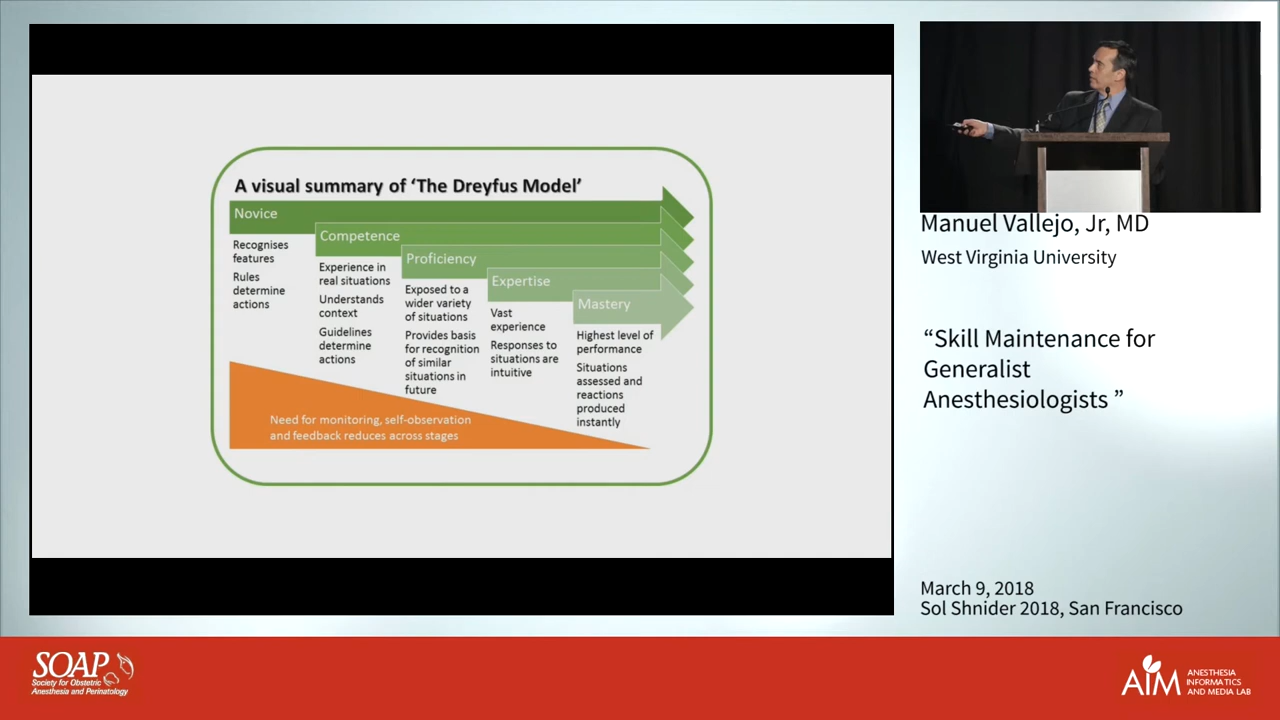 A visual summary of ‘The Dreyfus Model’
Novice
Recognises
features
Rules
determine
actions
Competence
Experience in
real situations
Understands
context
Guidelines
determine
actions
Proficiency
Exposed to a
wider variety
of situations
Provides basis
for recognition
of similar
situations in
future
Expertise
Vast
experience
Responses to
situations are
intuitive
Mastery
Highest level of
performance
Situations
assessed and
reactions
produced
instantly
Need for monitoring, self-observation
and feedback reduces across stages
Manuel Vallejo, Jr, MD
West Virginia University
“Skill Maintenance for
Generalist
Anesthesiologists ”
March 9, 2018
Sol Shnider 2018, San Francisco
SOAP
Society for Obstetric
Anesthesia and Perinatology
AIM
ANESTHESIA
INFORMATICS
AND MEDIA LAB